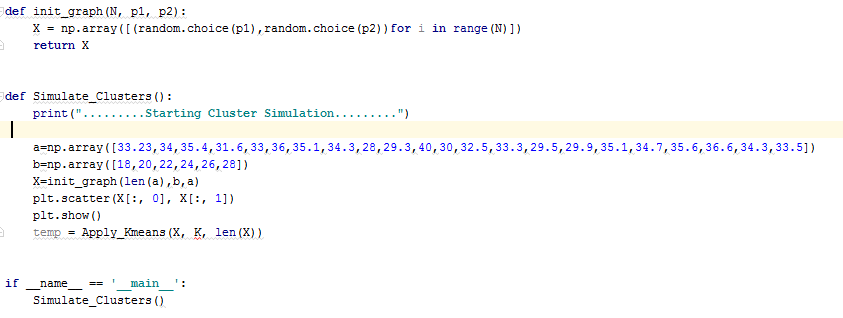 def init_graph(N, p1, p2):
    X = np.array([(random.choice(p1),random.choice(p2))for i in range(N)])
    return X
def Simulate_Clusters():
    print(".........Starting Cluster Simulation.........")
    a=np.array([33.23,34,35.4,31.6,33,36,35.1,34.3,28,29.3,40,30,32.5,33.3,29.5,29.9,35.1,34.7,35.6,36.6,34.3,33.5])
    b=np.array([18,20,22,24,26,28])
    X=init_graph(len(a),b,a)
    plt.scatter(X[:, 0], X[:, 1])
    plt.show()
    temp = Apply_Kmeans(X, K, len(X))
if __name__ == '__main__':
    Simulate_Clusters()